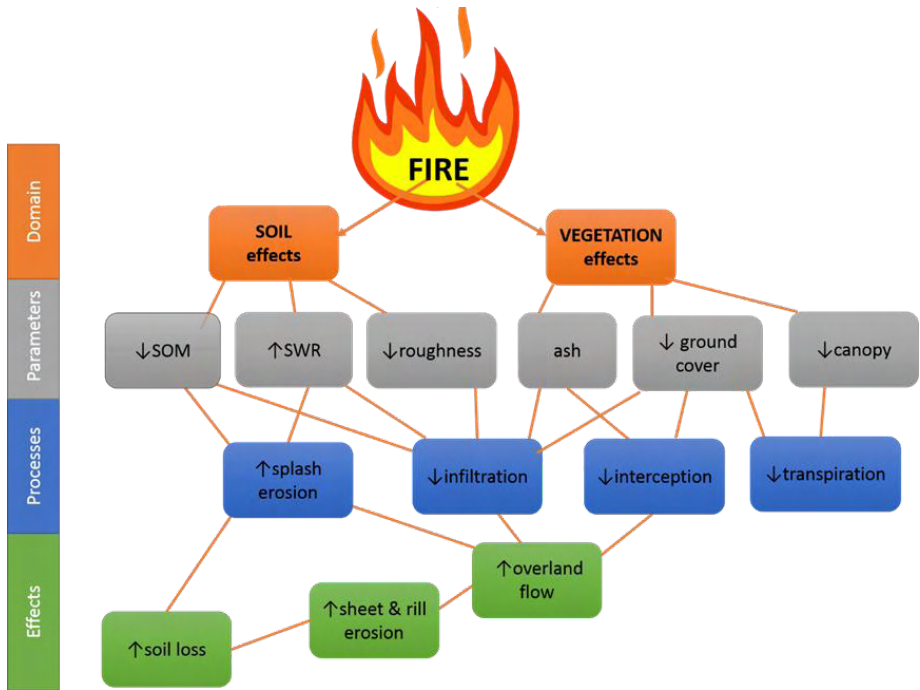 FIRE
Domain
SOIL
effects
VEGETATION
effects
Parameters
↓SOM
↑SWR
↓roughness
ash
↓ ground
cover
↓canopy
Processes
↑splash
erosion
↓infiltration
↓interception
↓transpiration
Effects
↑overland
flow
↑sheet & rill
erosion
↑soil loss